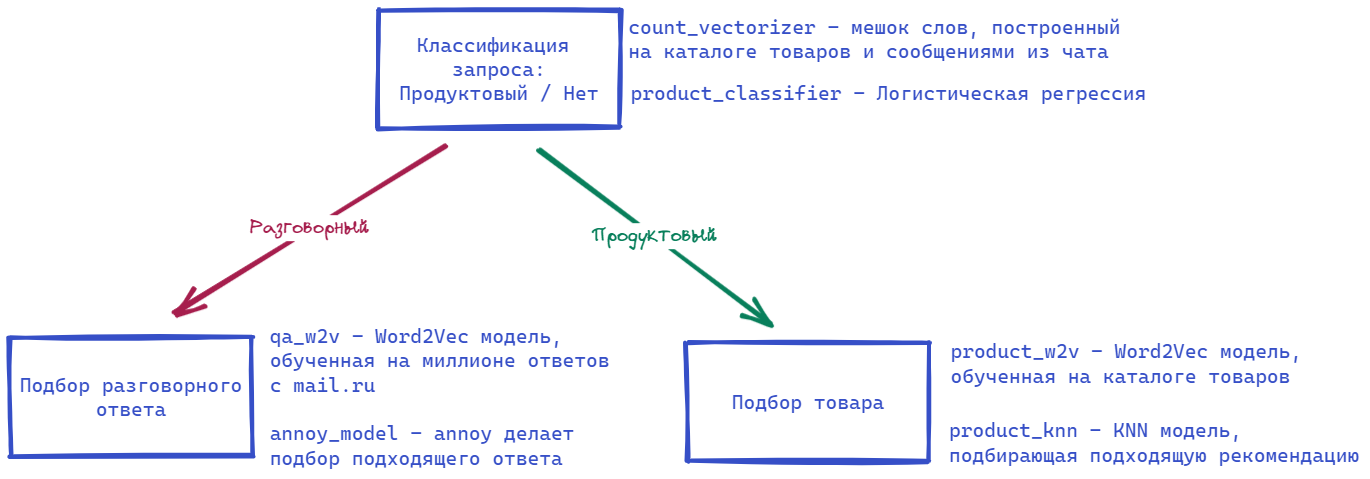 Классификация
запроса:
Продуктовый / Нет
count_vectorizer – мешок слов, построенный
на каталоге товаров и сообщениями из чата
product_classifier – Логистическая регрессия
Разговорный
Продуктовый
Подбор разговорного
ответа
qa_w2v – Word2Vec модель,
обученная на миллионе ответов
с mail.ru
annoy_model – annoy делает
подбор подходящего ответа
Подбор товара
product_w2v – Word2Vec модель,
обученная на каталоге товаров
product_knn – KNN модель,
подбирающая подходящую рекомендацию